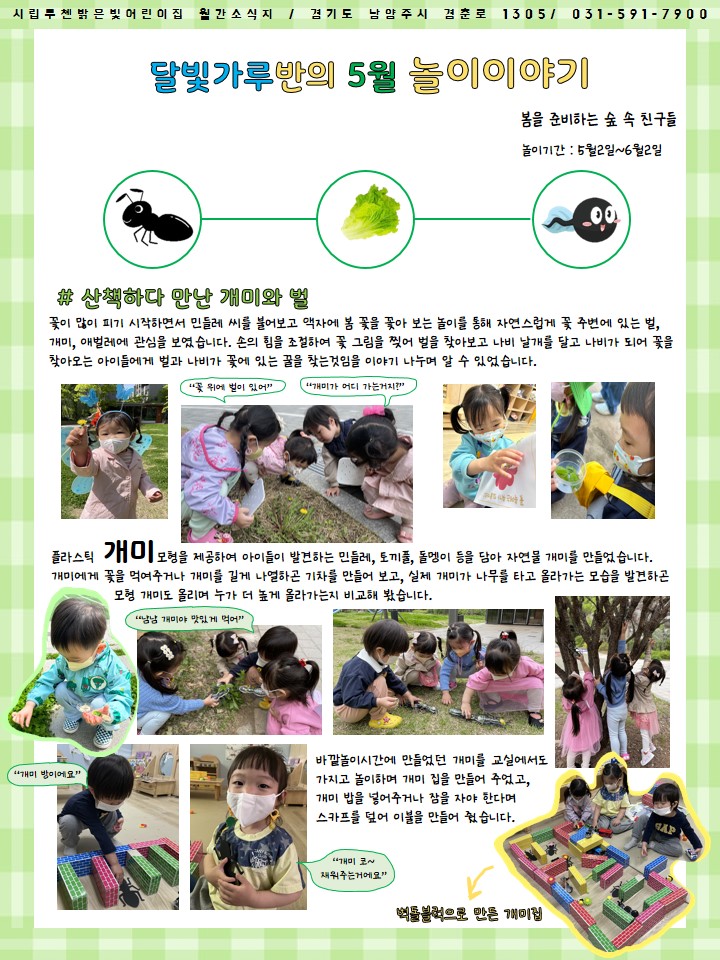 시립루첸밝은빛어린이집 월간소식지 / 경기도 남양주시 경춘로 1305/ 031-591-7900
달빛가루반의 5월 놀이이야기
봄을 준비하는 숲 속 친구들
놀이기간 : 5월2일~6월2일
# 산책하다 만난 개미와 벌
꽃이 많이 피기 시작하면서 민들레 씨를 불어보고 액자에 봄 꽃을 꽂아 보는 놀이를 통해 자연스럽게 꽃 주변에 있는 벌,
개미, 애벌레에 관심을 보였습니다. 손의 힘을 조절하여 꽃 그림을 찢어 벌을 찾아보고 나비 날개를 달고 나비가 되어 꽃을
찾아오는 아이들에게 벌과 나비가 꽃에 있는 꿀을 찾는것임을 이야기 나누며 알 수 있었습니다.
“꽃 위에 벌이 있어”
“개미가 어디 가는거지?”
플라스틱 개미모형을 제공하여 아이들이 발견하는 민들레, 토끼풀, 돌멩이 등을 담아 자연물 개미를 만들었습니다.
개미에게 꽃을 먹여주거나 개미를 길게 나열하곤 기차를 만들어 보고, 실제 개미가 나무를 타고 올라가는 모습을 발견하곤
모형 개미도 올리며 누가 더 높게 올라가는지 비교해 봤습니다.
“냠냠 개미야 맛있게 먹어”
“개미 방이에요”
바깥놀이시간에 만들었던 개미를 교실에서도
가지고 놀이하며 개미 집을 만들어 주었고,
개미 밥을 넣어주거나 잠을 자야 한다며
스카프를 덮어 이불을 만들어 줬습니다.
“개미 코~
재워주는거에요”
벽돌블럭으로 만든 개미집
GAP